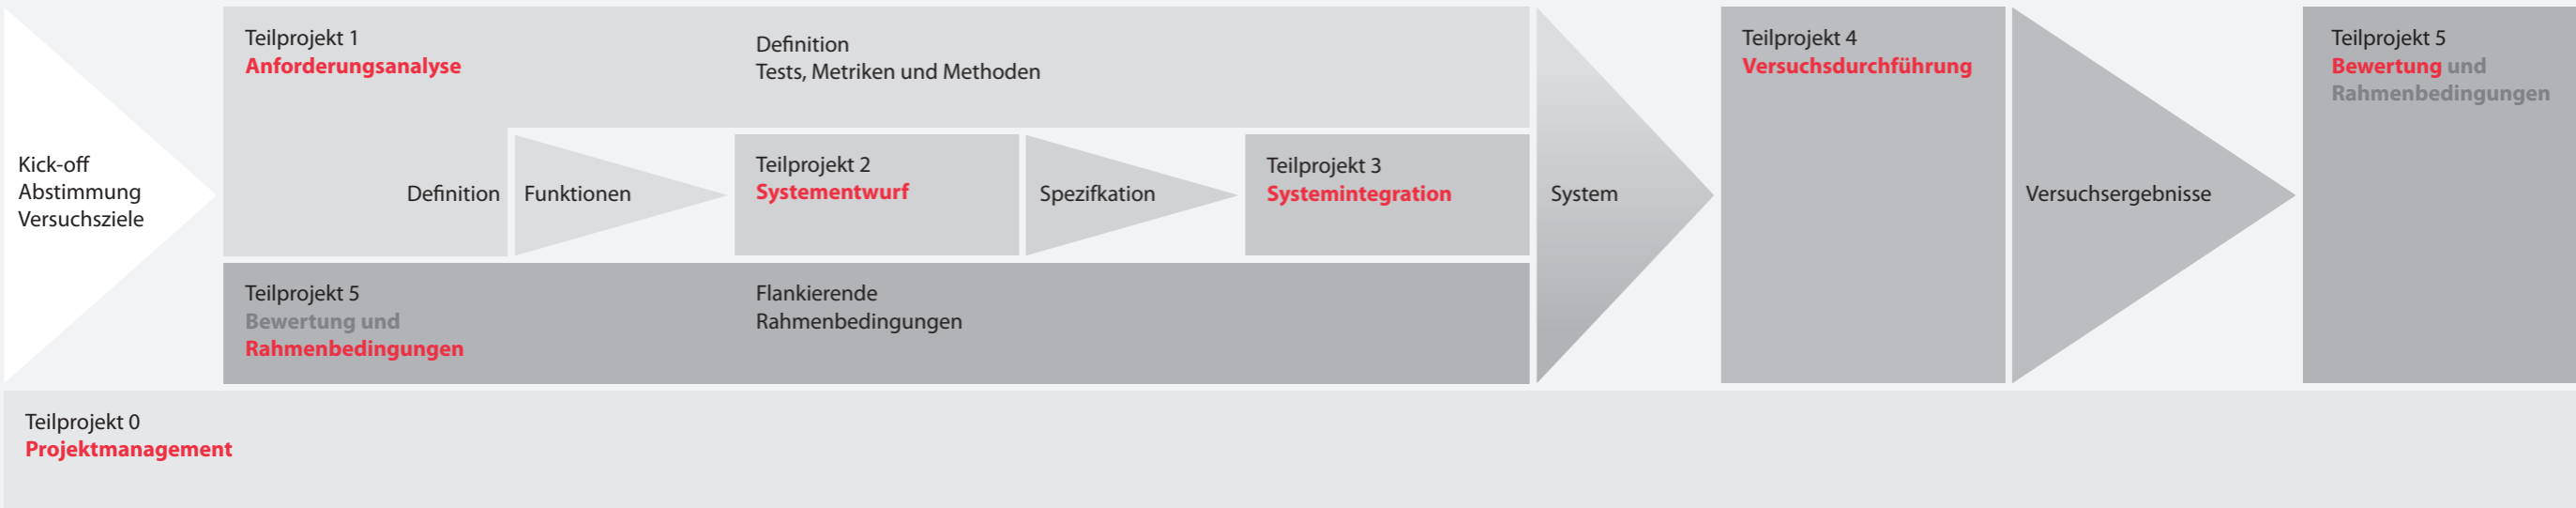 Kick-off
Abstimmung
Versuchsziele
Teilprojekt 1
Anforderungsanalyse
Definition
Tests, Metriken und Methoden
Definition
Funktionen
Teilprojekt 2
Systementwurf
Spezifkation
Teilprojekt 3
Systemintegration
Teilprojekt 5
Bewertung und
Rahmenbedingungen
Flankierende
Rahmenbedingungen
System
Teilprojekt 4
Versuchsdurchführung
Versuchsergebnisse
Teilprojekt 5
Bewertung und
Rahmenbedingungen
Teilprojekt 0
Projektmanagement